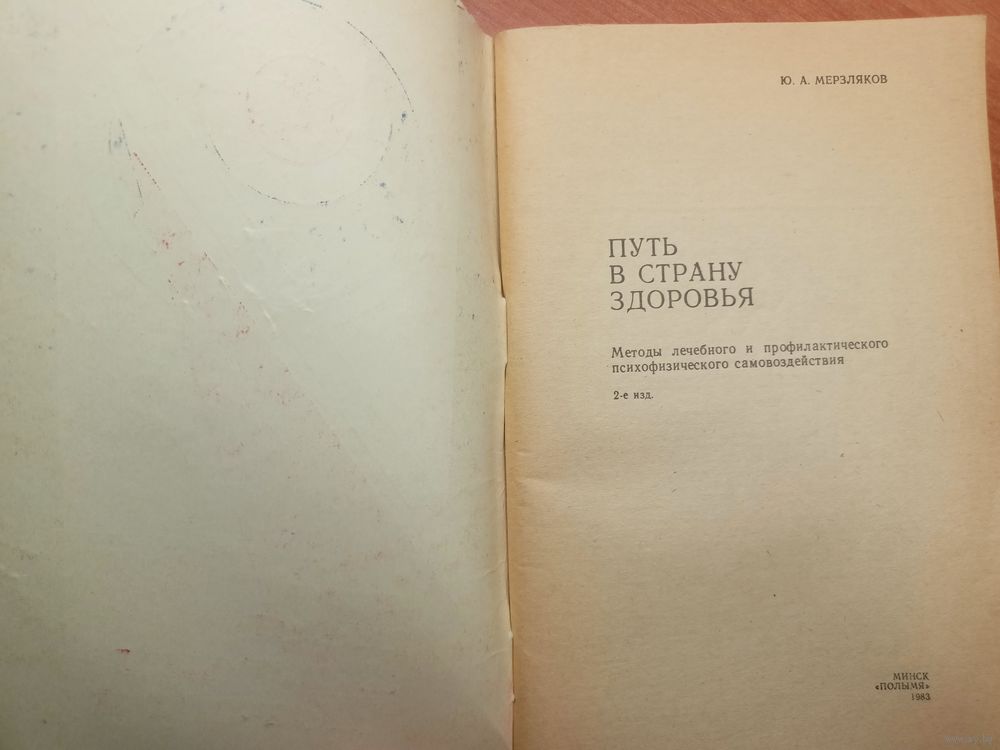 Ю. А. МЕРЗЛЯКОВ
ПУТЬ
В СТРАНУ
ЗДОРОВЬЯ
Методы лечебного и профилактического
психофизического самовоздействия
2-е изд.
МИНСК
«ПОЛЫМЯ»
1983